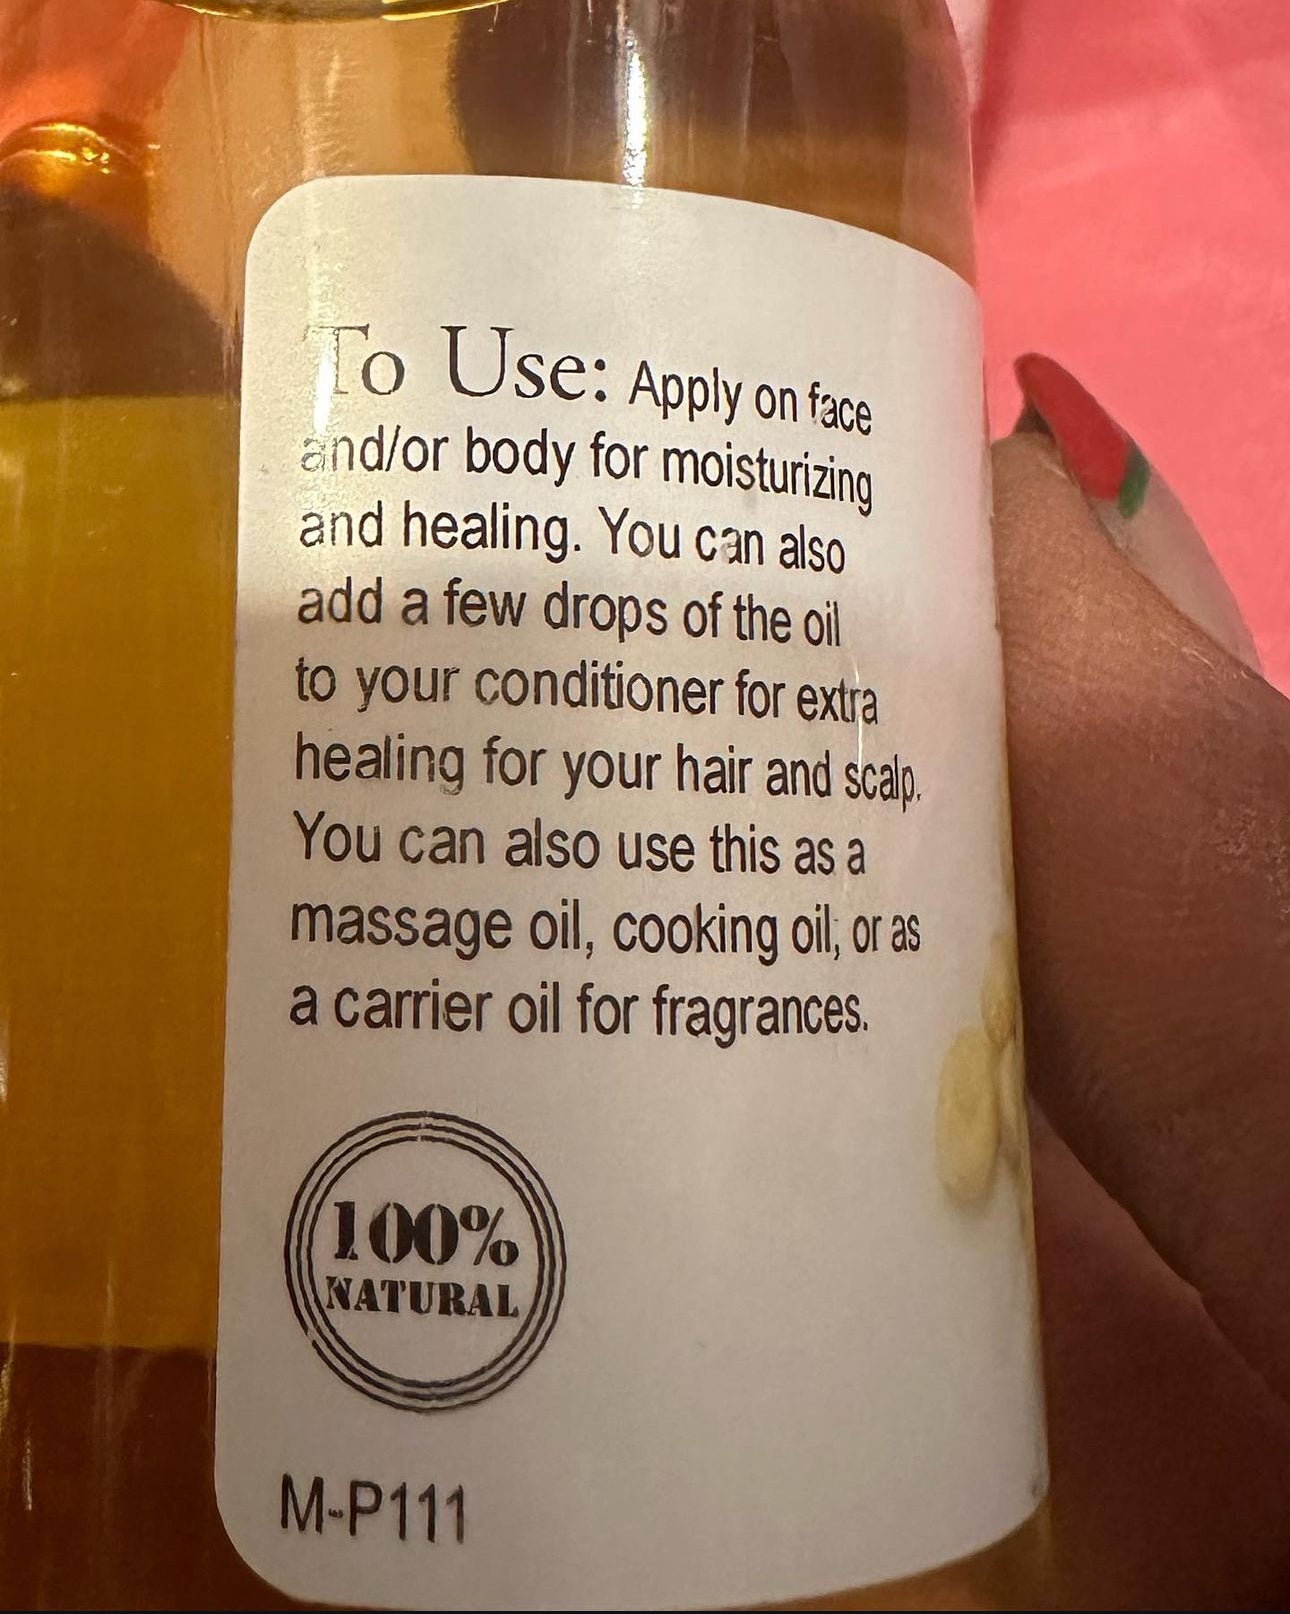 To Use: Apply on face
and/or body for moisturizing
and healing. You can also
add a few drops of the oil
to your conditioner for extra
healing for your hair and scalp.
You can also use this as a
massage oil, cooking oil, or as
a carrier oil for fragrances.
100%
NATURAL
M-P111